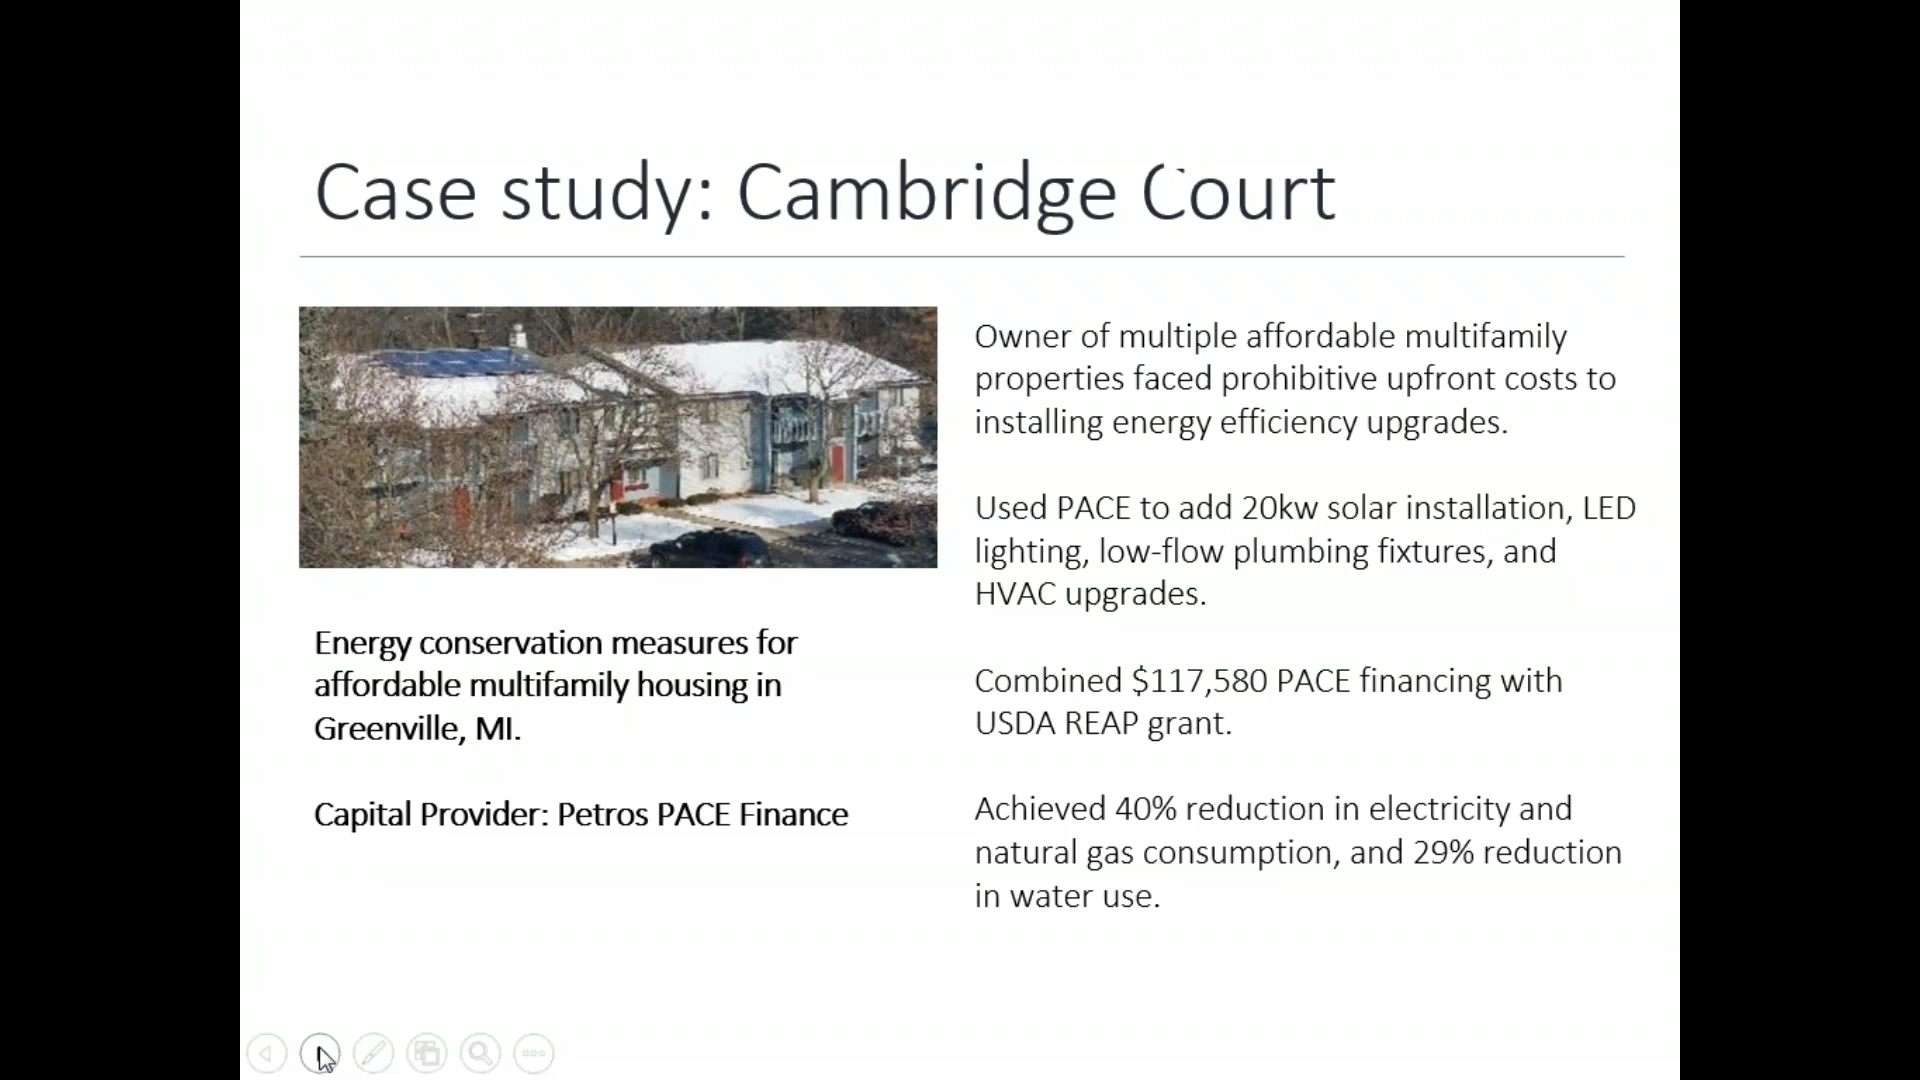 Case study: Cambridge Court
Energy conservation measures for
affordable multifamily housing in
Greenville, MI.
Capital Provider: Petros PACE Finance
Owner of multiple affordable multifamily
properties faced prohibitive upfront costs to
installing energy efficiency upgrades.
Used PACE to add 20kw solar installation, LED
lighting, low-flow plumbing fixtures, and
HVAC upgrades.
Combined $117,580 PACE financing with
USDA REAP grant.
Achieved 40% reduction in electricity and
natural gas consumption, and 29% reduction
in water use.